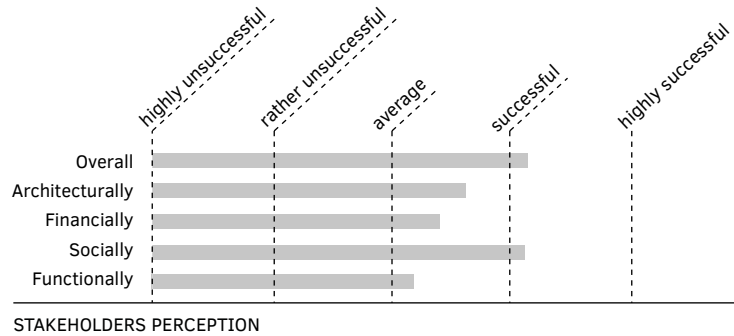 highly unsuccessful
rather unsuccessful
average
successful
highly successful
Overall
Architecturally
Financially
Socially
Functionally
STAKEHOLDERS PERCEPTION